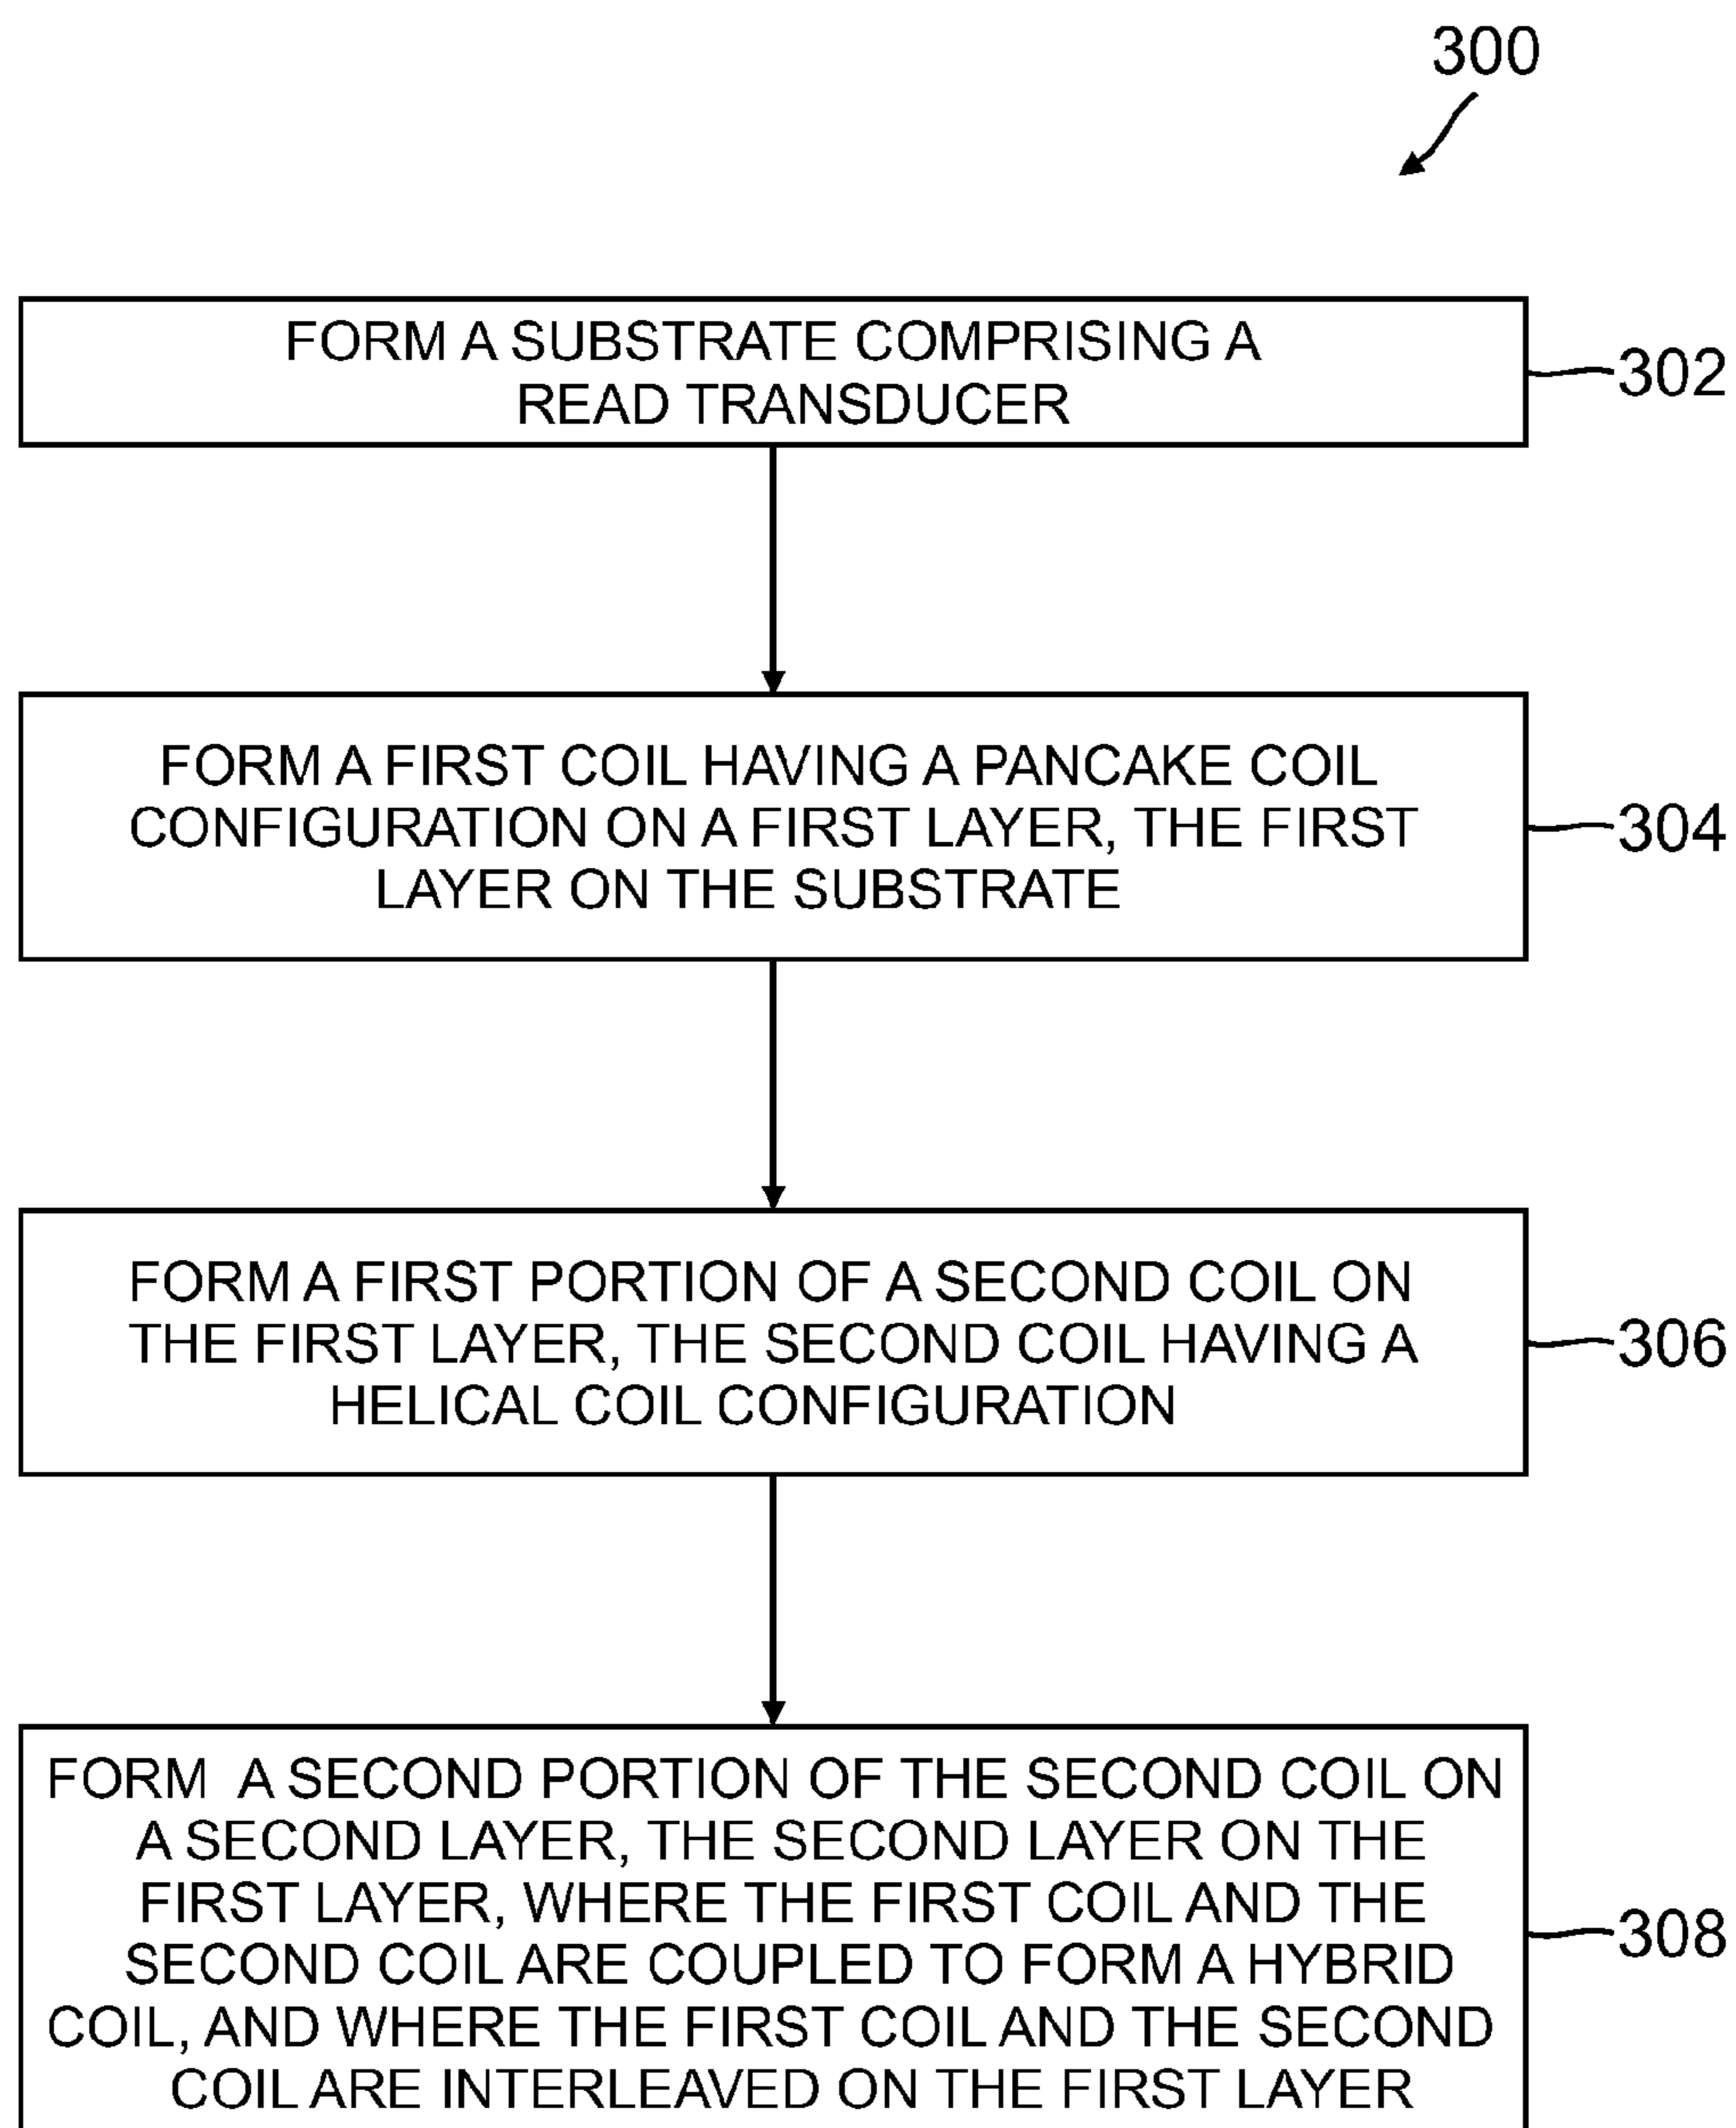 300
FORM A SUBSTRATE COMPRISING A
READ TRANSDUCER
302
FORM A FIRST COIL HAVING A PANCAKE COIL
CONFIGURATION ON A FIRST LAYER, THE FIRST
LAYER ON THE SUBSTRATE
304
FORM A FIRST PORTION OF A SECOND COIL ON
THE FIRST LAYER, THE SECOND COIL HAVING A
HELICAL COIL CONFIGURATION
306
FORM A SECOND PORTION OF THE SECOND COIL ON
A SECOND LAYER, THE SECOND LAYER ON THE
FIRST LAYER, WHERE THE FIRST COIL AND THE
SECOND COIL ARE COUPLED TO FORM A HYBRID
COIL, AND WHERE THE FIRST COIL AND THE SECOND
COIL ARE INTERLEAVED ON THE FIRST LAYER
308